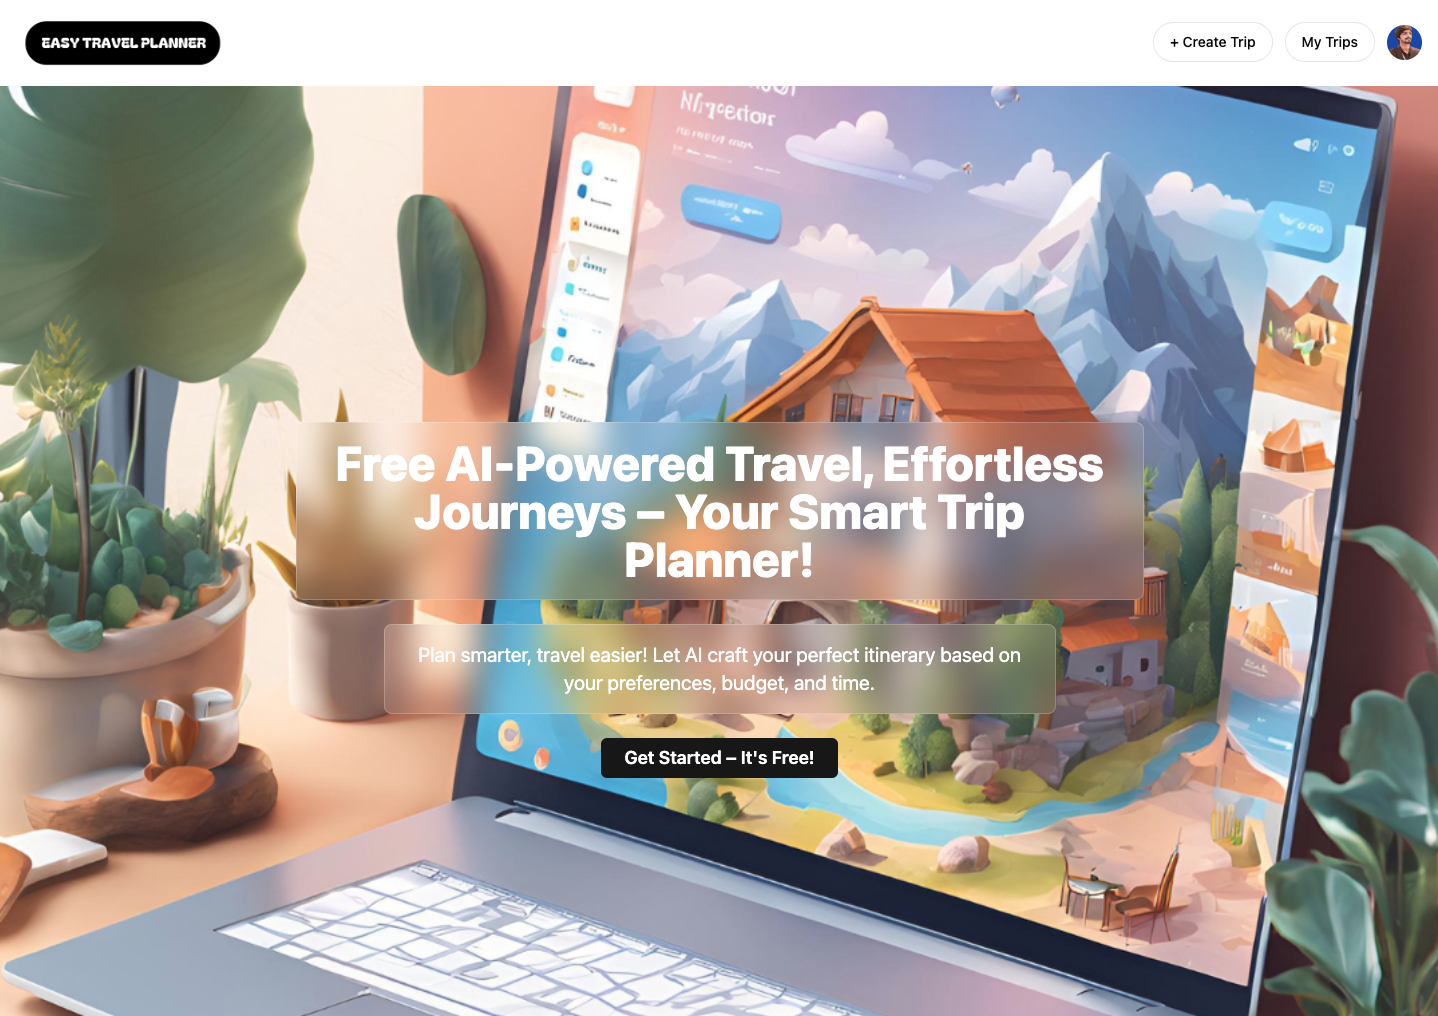 EASY TRAVEL PLANNER
+ Create Trip
My Trips
Free AI-Powered Travel, Effortless
Journeys – Your Smart Trip
Planner!
Plan smarter, travel easier! Let AI craft your perfect itinerary based on
your preferences, budget, and time.
Get Started – It's Free!